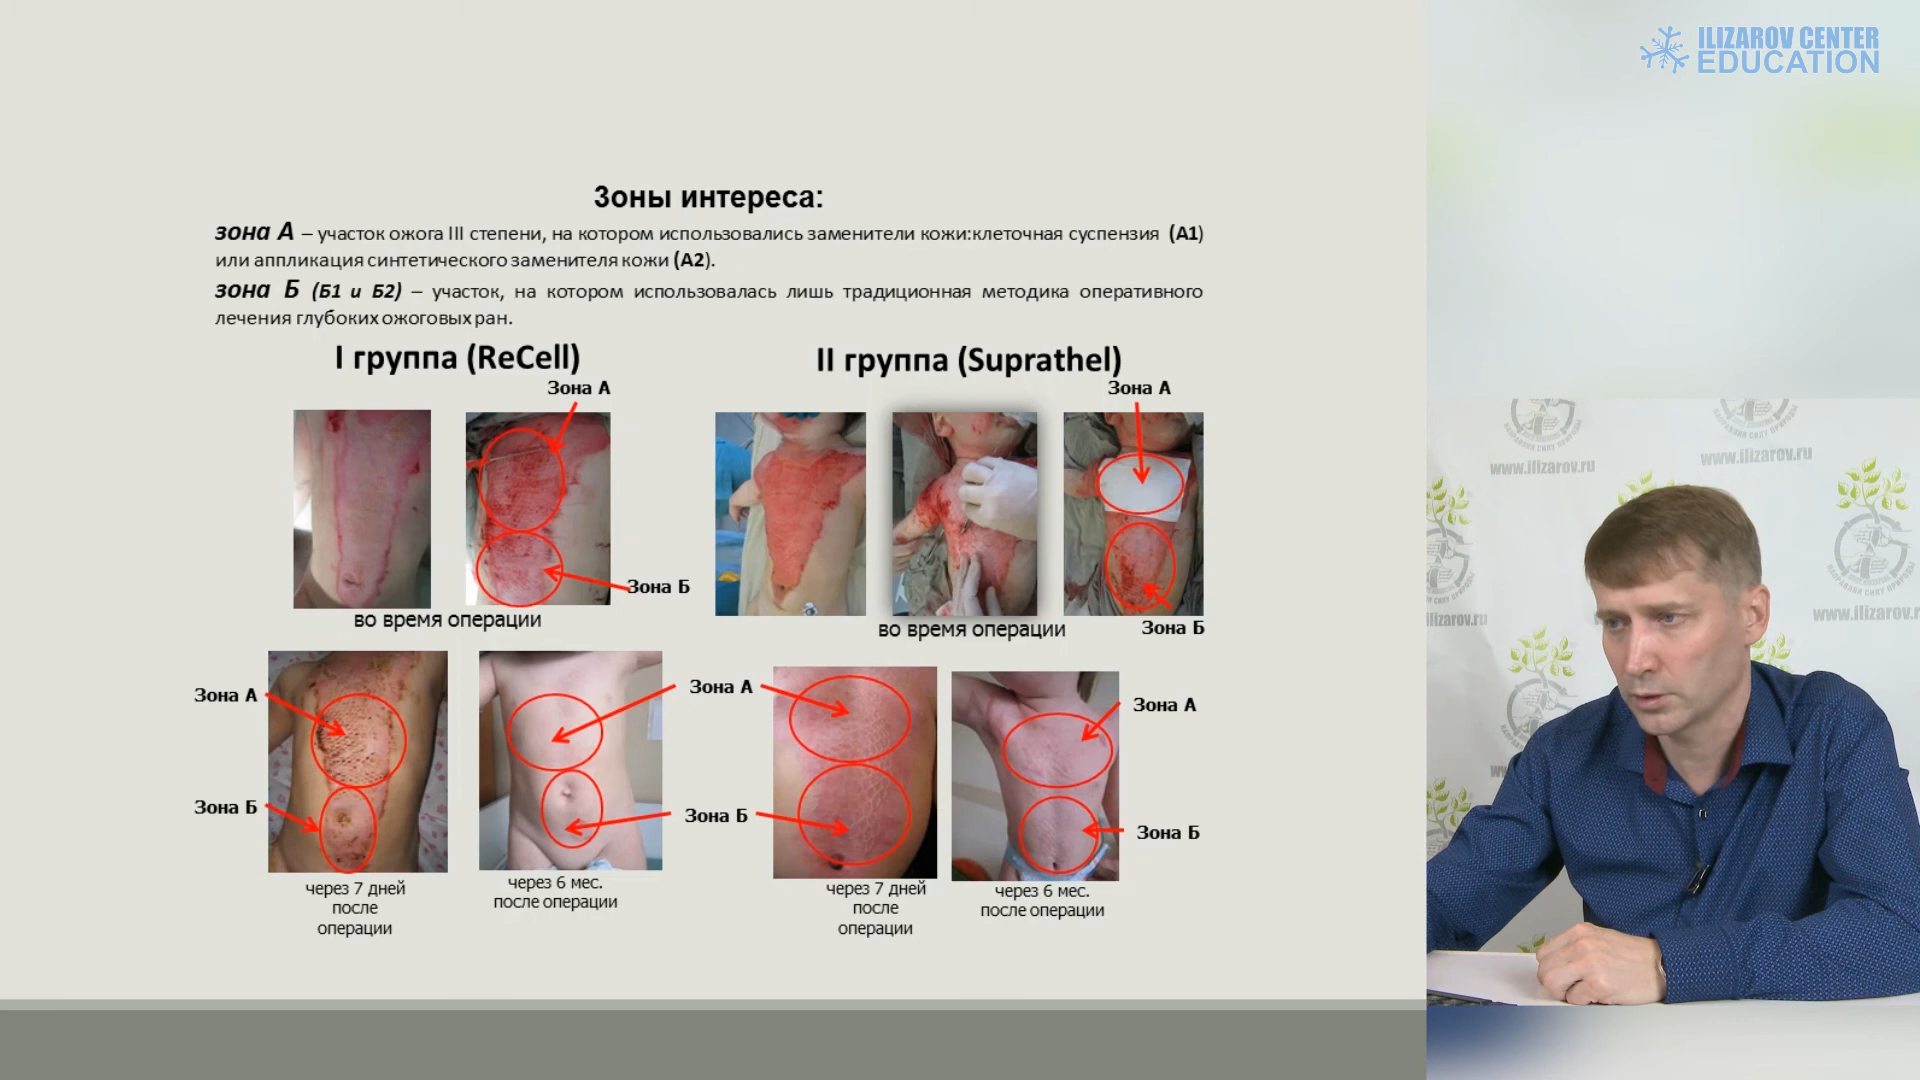 ILIZAROV CENTER
EDUCATION
Зоны интереса:
зона А – участок ожога III степени, на котором использовались заменители кожи:клеточная суспензия (А1)
или аппликация синтетического заменителя кожи (А2).
зона Б (Б1 и Б2) – участок, на котором использовалась лишь традиционная методика оперативного
лечения глубоких ожоговых ран.
I группа (ReCell)
II группа (Suprathel)
Зона А
Зона А
Зона Б
во время операции
во время операции
Зона Б
Зона А
Зона А
Зона А
Зона Б
Зона Б
Зона Б
через 7 дней
после
операции
через 6 мес.
после операции
через 7 дней
после
операции
через 6 мес.
после операции
www.ilizarov.ru
www.ilizarov.ru
ilizarov.ru
www.ilizarov.r